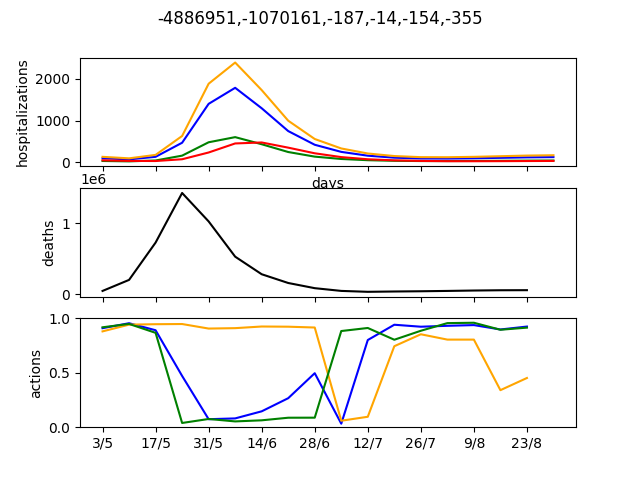 -4886951,-1070161,-187,-14,-154,-355
hospitalizations
2000
1000
0
days
1e6
deaths
1
0
actions
1.0
0.5
0.0
3/5 17/5 31/5 14/6 28/6 12/7 26/7 9/8 23/8